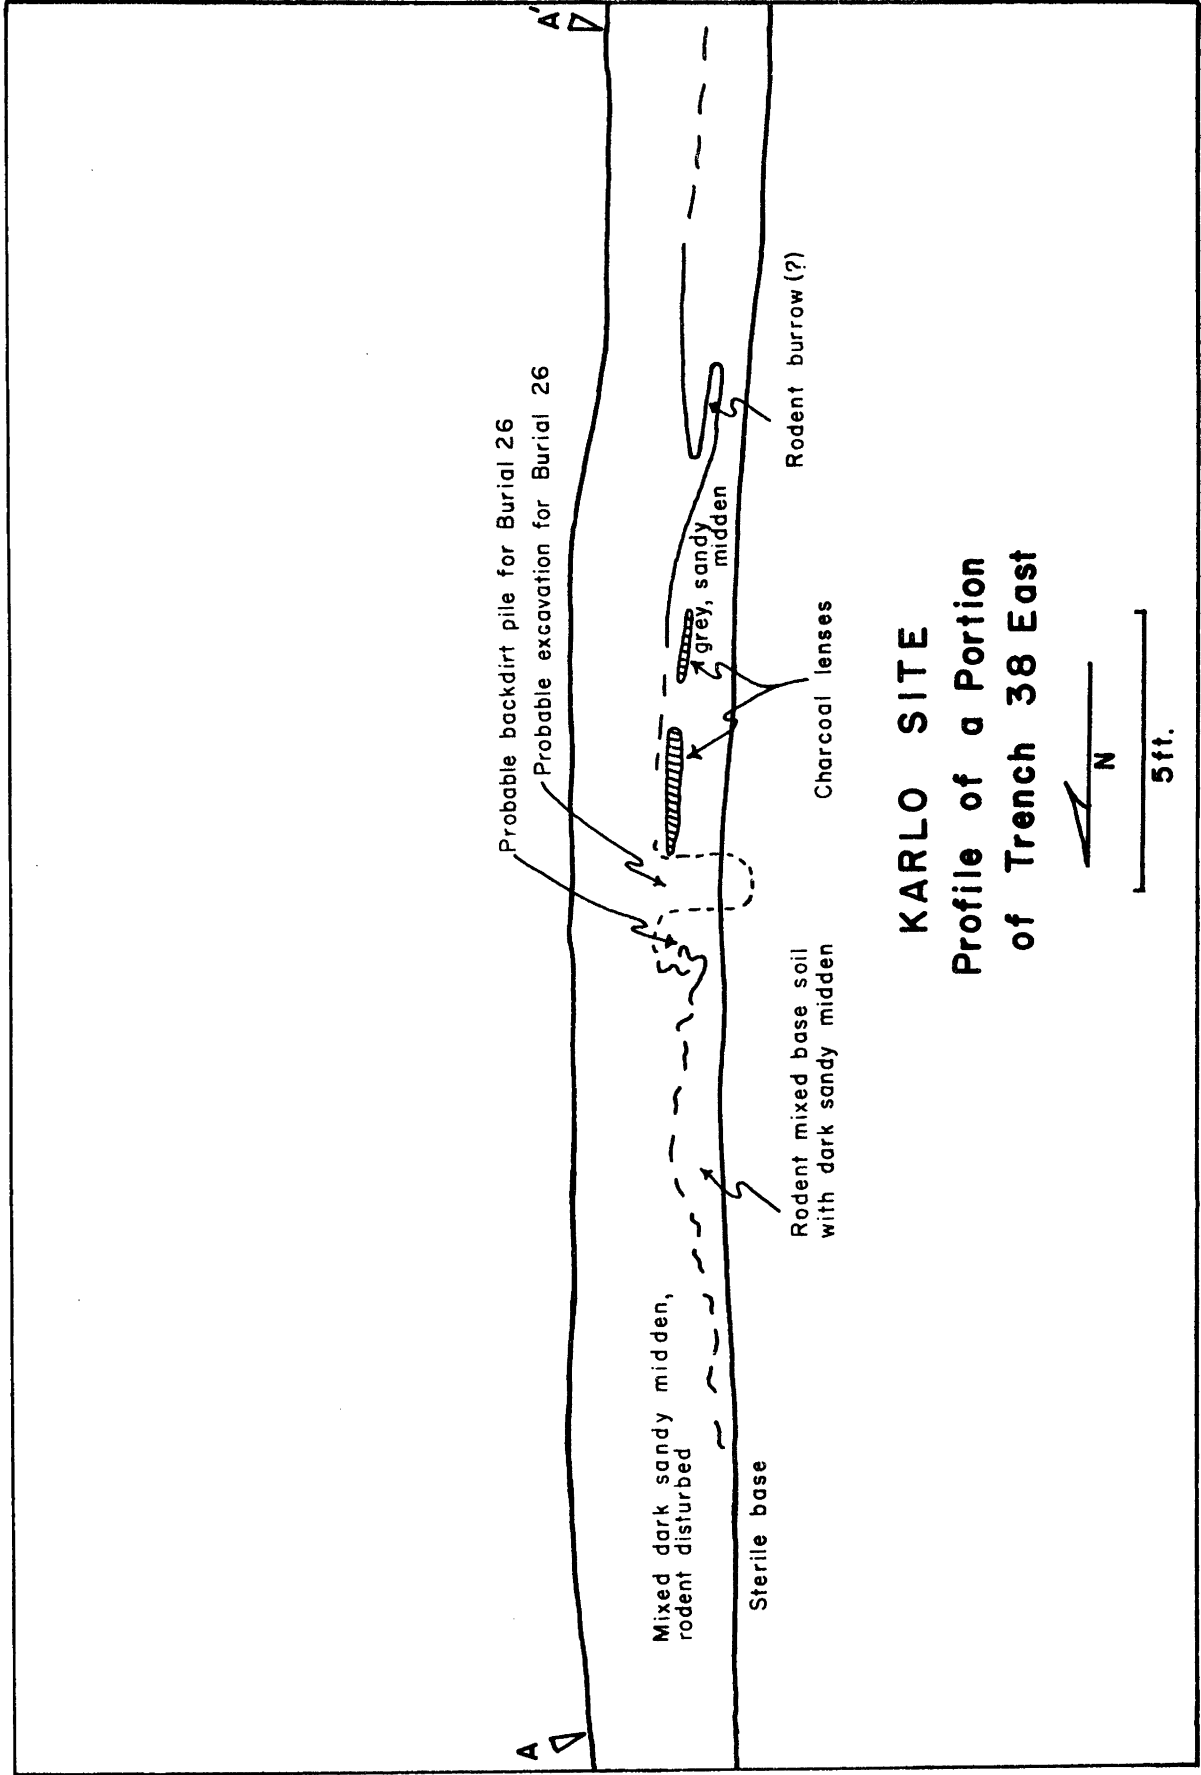 A
A'
Probable backdirt pile for Burial 26
Probable excavation for Burial 26
Mixed dark sandy midden,
rodent disturbed
grey, sandy
midden
Sterile base
Rodent mixed base soil
with dark sandy midden
Charcoal lenses
Rodent burrow (?)
KARLO SITE
Profile of a Portion
of Trench 38 East
N
5ft.